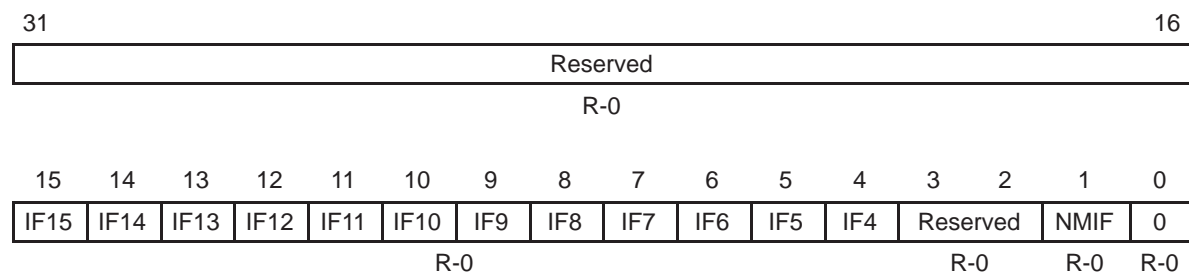 31 16
Reserved
R-0
15 14 13 12 11 10 9 8 7 6 5 4 3 2 1 0
IF15 IF14 IF13 IF12 IF11 IF10 IF9 IF8 IF7 IF6 IF5 IF4 Reserved NMIF 0
R-0 R-0 R-0 R-0